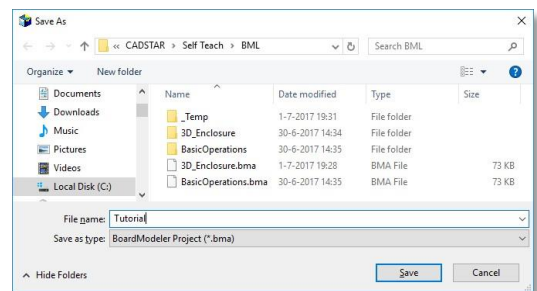 Save As
« CADSTAR > Self Teach > BML
Search BML
Organize
New folder
Name Date modified Type Size
Documents
Downloads
Music
Pictures
Videos
Local Disk (C:)
_Temp 1-7-2017 19:31 File folder
3D_Enclosure 30-6-2017 14:34 File folder
BasicOperations 30-6-2017 14:35 File folder
3D_Enclosure.bma 1-7-2017 19:28 BMA File 73 KB
BasicOperations.bma 30-6-2017 14:35 BMA File 73 KB
File name: Tutorial
Save as type: BoardModeler Project (*.bma)
Hide Folders
Save
Cancel